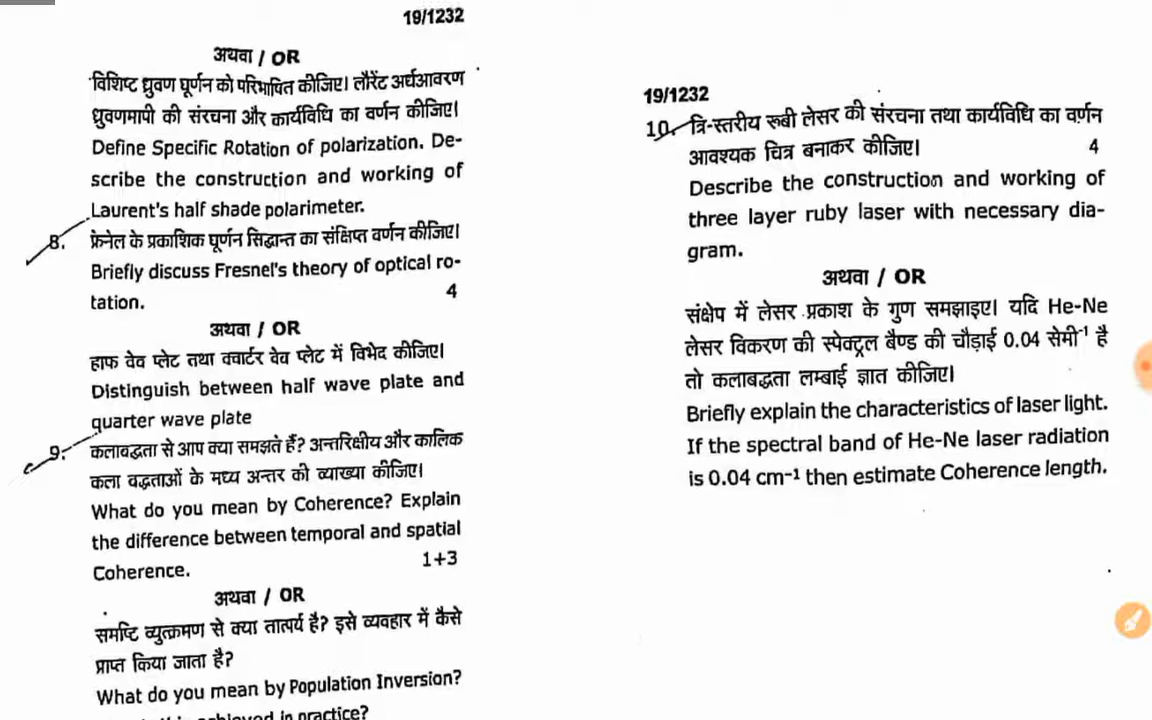 19/1232
अथवा / OR
विशिष्ट ध्रुवण घूर्णन को परिभाषित कीजिए। लौरेंट अर्धआवरण
ध्रुवणमापी की संरचना और कार्यविधि का वर्णन कीजिए।
Define Specific Rotation of polarization. De-
scribe the construction and working of
Laurent's half shade polarimeter.
8. फ्रेनेल के प्रकाशिक घूर्णन सिद्धान्त का संक्षिप्त वर्णन कीजिए।
Briefly discuss Fresnel's theory of optical ro-
tation. 4
अथवा / OR
हाफ वेव प्लेट तथा क्वार्टर वेव प्लेट में विभेद कीजिए।
Distinguish between half wave plate and
quarter wave plate
9. कलाबद्धता से आप क्या समझते हैं? अन्तरिक्षीय और कालिक
कला वद्धताओं के मध्य अन्तर की व्याख्या कीजिए।
What do you mean by Coherence? Explain
the difference between temporal and spatial
Coherence. 1+3
अथवा / OR
समष्टि व्युत्क्रमण से क्या तात्पर्य है? इसे व्यवहार में कैसे
प्राप्त किया जाता है?
What do you mean by Population Inversion?
achieved in practice?
19/1232
10. त्रि-स्तरीय रूबी लेसर की संरचना तथा कार्यविधि का वर्णन
आवश्यक चित्र बनाकर कीजिए। 4
Describe the construction and working of
three layer ruby laser with necessary dia-
gram.
अथवा / OR
संक्षेप में लेसर प्रकाश के गुण समझाइए। यदि He-Ne
लेसर विकरण की स्पेक्ट्रल बैण्ड की चौड़ाई 0.04 सेमी⁻¹ है
तो कलाबद्धता लम्बाई ज्ञात कीजिए।
Briefly explain the characteristics of laser light.
If the spectral band of He-Ne laser radiation
is 0.04 cm⁻¹ then estimate Coherence length.